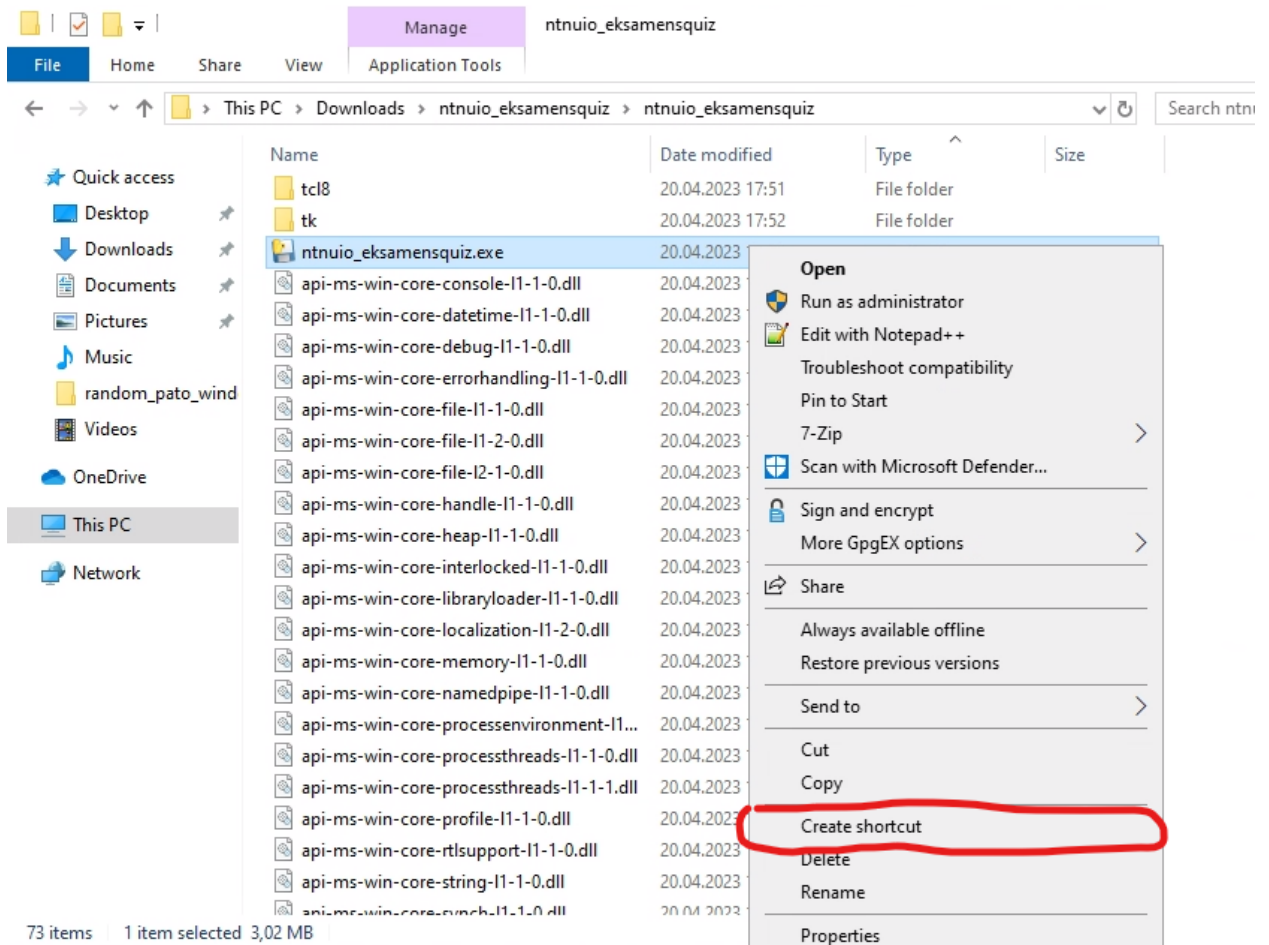 Manage
ntnuio_eksamensquiz
File
Home
Share
View
Application Tools
This PC > Downloads > ntnuio_eksamensquiz > ntnuio_eksamensquiz
Search ntnu
Name
Date modified
Type
Size
Quick access
Desktop
Downloads
Documents
Pictures
Music
random_pato_wind
Videos
OneDrive
This PC
Network
tcl8 20.04.2023 17:51 File folder
tk 20.04.2023 17:52 File folder
ntnuio_eksamensquiz.exe 20.04.2023
api-ms-win-core-console-l1-1-0.dll 20.04.2023
api-ms-win-core-datetime-l1-1-0.dll 20.04.2023
api-ms-win-core-debug-l1-1-0.dll 20.04.2023
api-ms-win-core-errorhandling-l1-1-0.dll 20.04.2023
api-ms-win-core-file-l1-1-0.dll 20.04.2023
api-ms-win-core-file-l1-2-0.dll 20.04.2023
api-ms-win-core-file-l2-1-0.dll 20.04.2023
api-ms-win-core-handle-l1-1-0.dll 20.04.2023
api-ms-win-core-heap-l1-1-0.dll 20.04.2023
api-ms-win-core-interlocked-l1-1-0.dll 20.04.2023
api-ms-win-core-libraryloader-l1-1-0.dll 20.04.2023
api-ms-win-core-localization-l1-2-0.dll 20.04.2023
api-ms-win-core-memory-l1-1-0.dll 20.04.2023
api-ms-win-core-namedpipe-l1-1-0.dll 20.04.2023
api-ms-win-core-processenvironment-l1... 20.04.2023
api-ms-win-core-processthreads-l1-1-0.dll 20.04.2023
api-ms-win-core-processthreads-l1-1-1.dll 20.04.2023
api-ms-win-core-profile-l1-1-0.dll 20.04.2023
api-ms-win-core-rtlsupport-l1-1-0.dll 20.04.2023
api-ms-win-core-string-l1-1-0.dll 20.04.2023
api-ms-win-core-synch-l1-1-0.dll 20.04.2023
Open
Run as administrator
Edit with Notepad++
Troubleshoot compatibility
Pin to Start
7-Zip
Scan with Microsoft Defender...
Sign and encrypt
More GpgEX options
Share
Always available offline
Restore previous versions
Send to
Cut
Copy
Create shortcut
Delete
Rename
Properties
73 items
1 item selected 3,02 MB